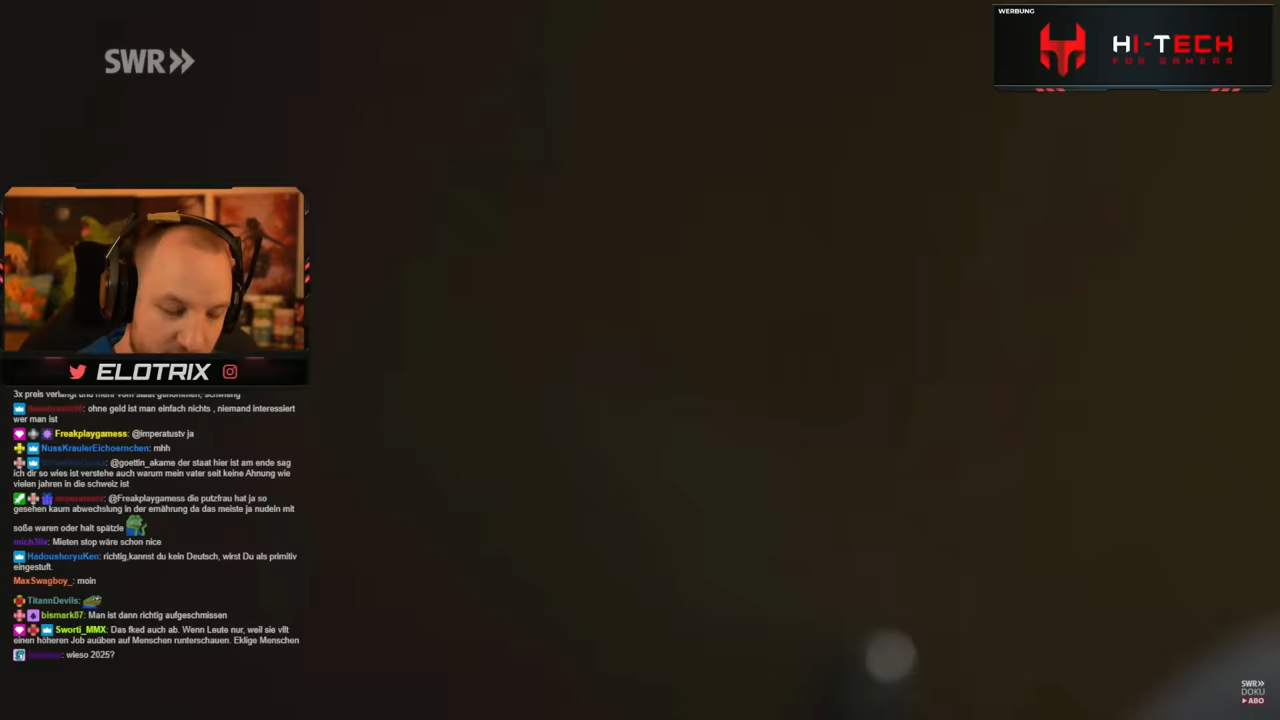 WERBUNG
HI-TECH
FOR GAMERS
SWR
ELOTRIX
3x preis verlangt und mehr vom staat genommen, schwierig
: ohne geld ist man einfach nichts , niemand interessiert
wer man ist
Freakplaygamess: @imperatustv ja
NussKraulerEichoernchen: mhh
: @goettin_akame der staat hier ist am ende sag
ich dir so wies ist verstehe auch warum mein vater seit keine Ahnung wie
vielen jahren in die schweiz ist
: @Freakplaygamess die putzfrau hat ja so
gesehen kaum abwechslung in der ernährung da das meiste ja nudeln mit
soße waren oder halt spätzle
mich3lix: Mieten stop wäre schon nice
HadoushoryuKen: richtig,kannst du kein Deutsch, wirst Du als primitiv
eingestuft.
MaxSwagboy_: moin
TitannDevils:
bismark87: Man ist dann richtig aufgeschmissen
Sworti_MMX: Das fked auch ab. Wenn Leute nur, weil sie vllt
einen höheren Job auüben auf Menschen runterschauen. Eklige Menschen
: wieso 2025?
SWR
DOKU
ABO